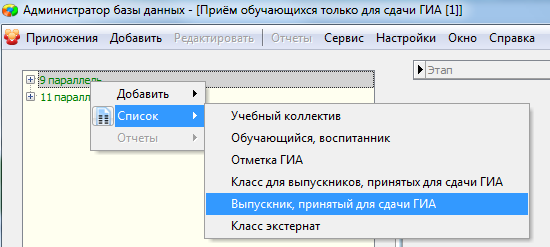 Администратор базы данных - [Приём обучающихся только для сдачи ГИА [1]]
Приложения Добавить Редактировать Отчеты Сервис Настройки Окно Справка
9 параллель
11 паралл
Этап
Добавить
Список
Отчеты
Учебный коллектив
Обучающийся, воспитанник
Отметка ГИА
Класс для выпускников, принятых для сдачи ГИА
Выпускник, принятый для сдачи ГИА
Класс экстернат